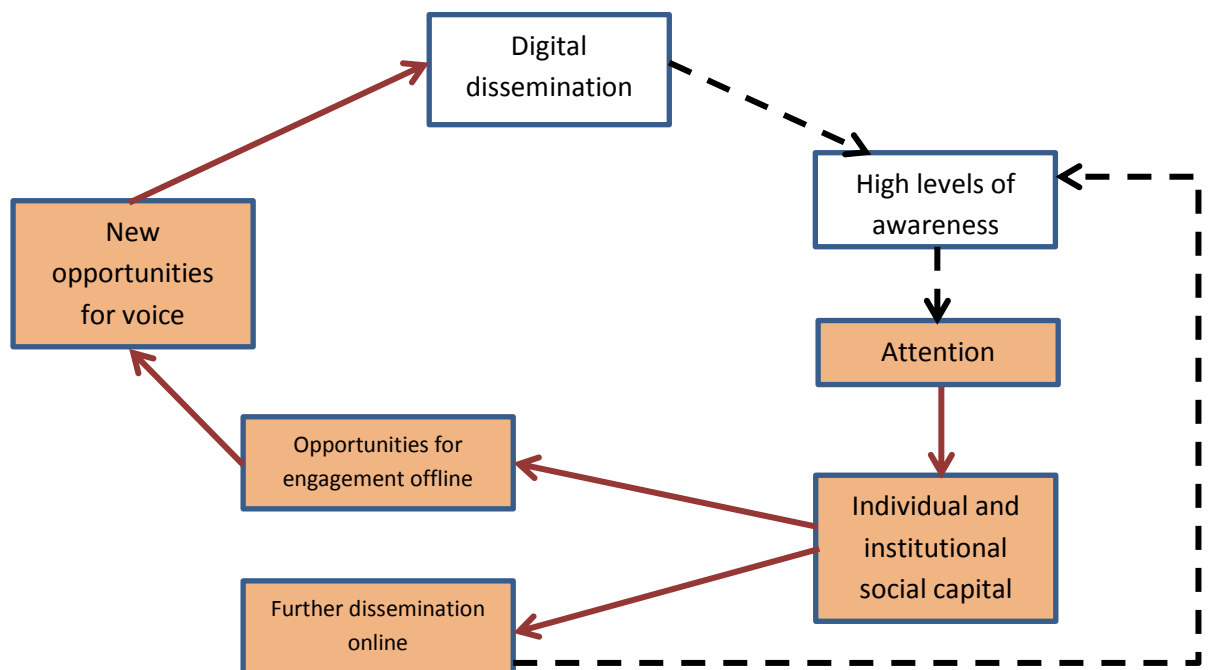 Digital
dissemination
High levels of
awareness
New
opportunities
for voice
Attention
Opportunities for
engagement offline
Individual and
institutional
social capital
Further dissemination
online